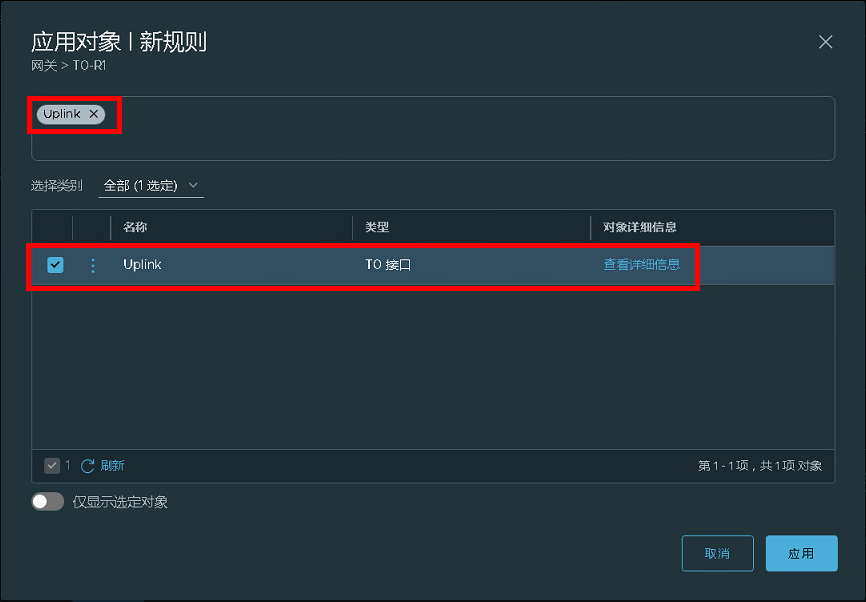 应用对象 | 新规则
网关 > T0-R1
Uplink
选择类别 全部 (1 选定)
名称 类型 对象详细信息
Uplink T0 接口 查看详细信息
1 刷新 第 1 - 1 项，共 1 项 对象
仅显示选定对象
取消 应用